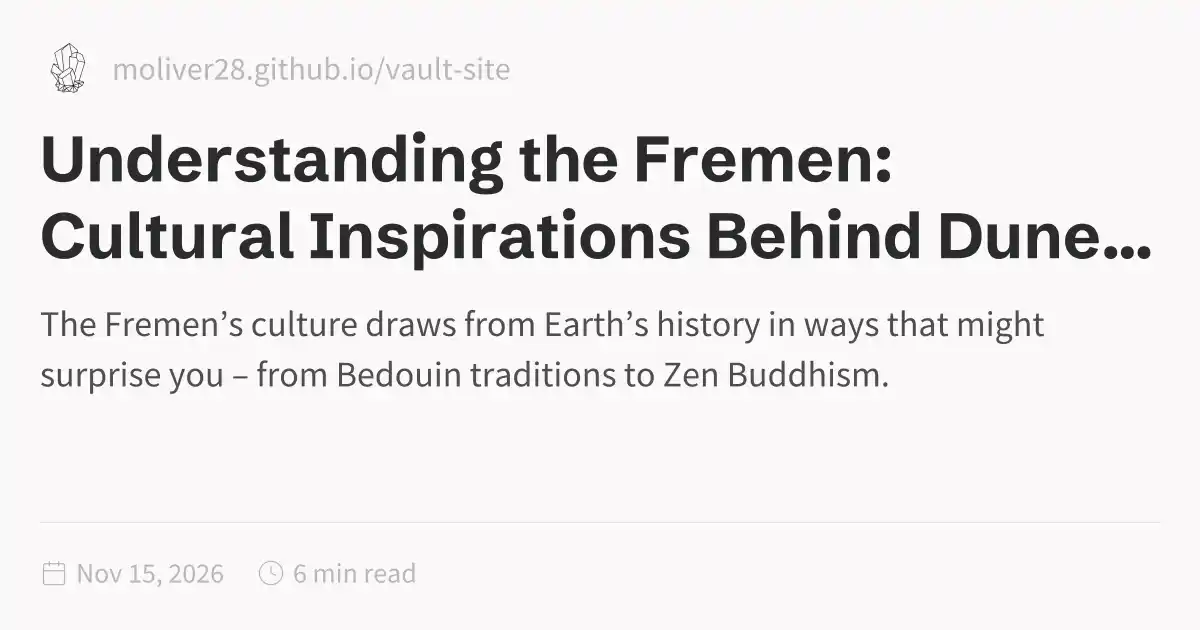 moliver28.github.io/vault-site
Understanding the Fremen:
Cultural Inspirations Behind Dune...
The Fremen’s culture draws from Earth’s history in ways that might
surprise you – from Bedouin traditions to Zen Buddhism.
Nov 15, 2026 6 min read